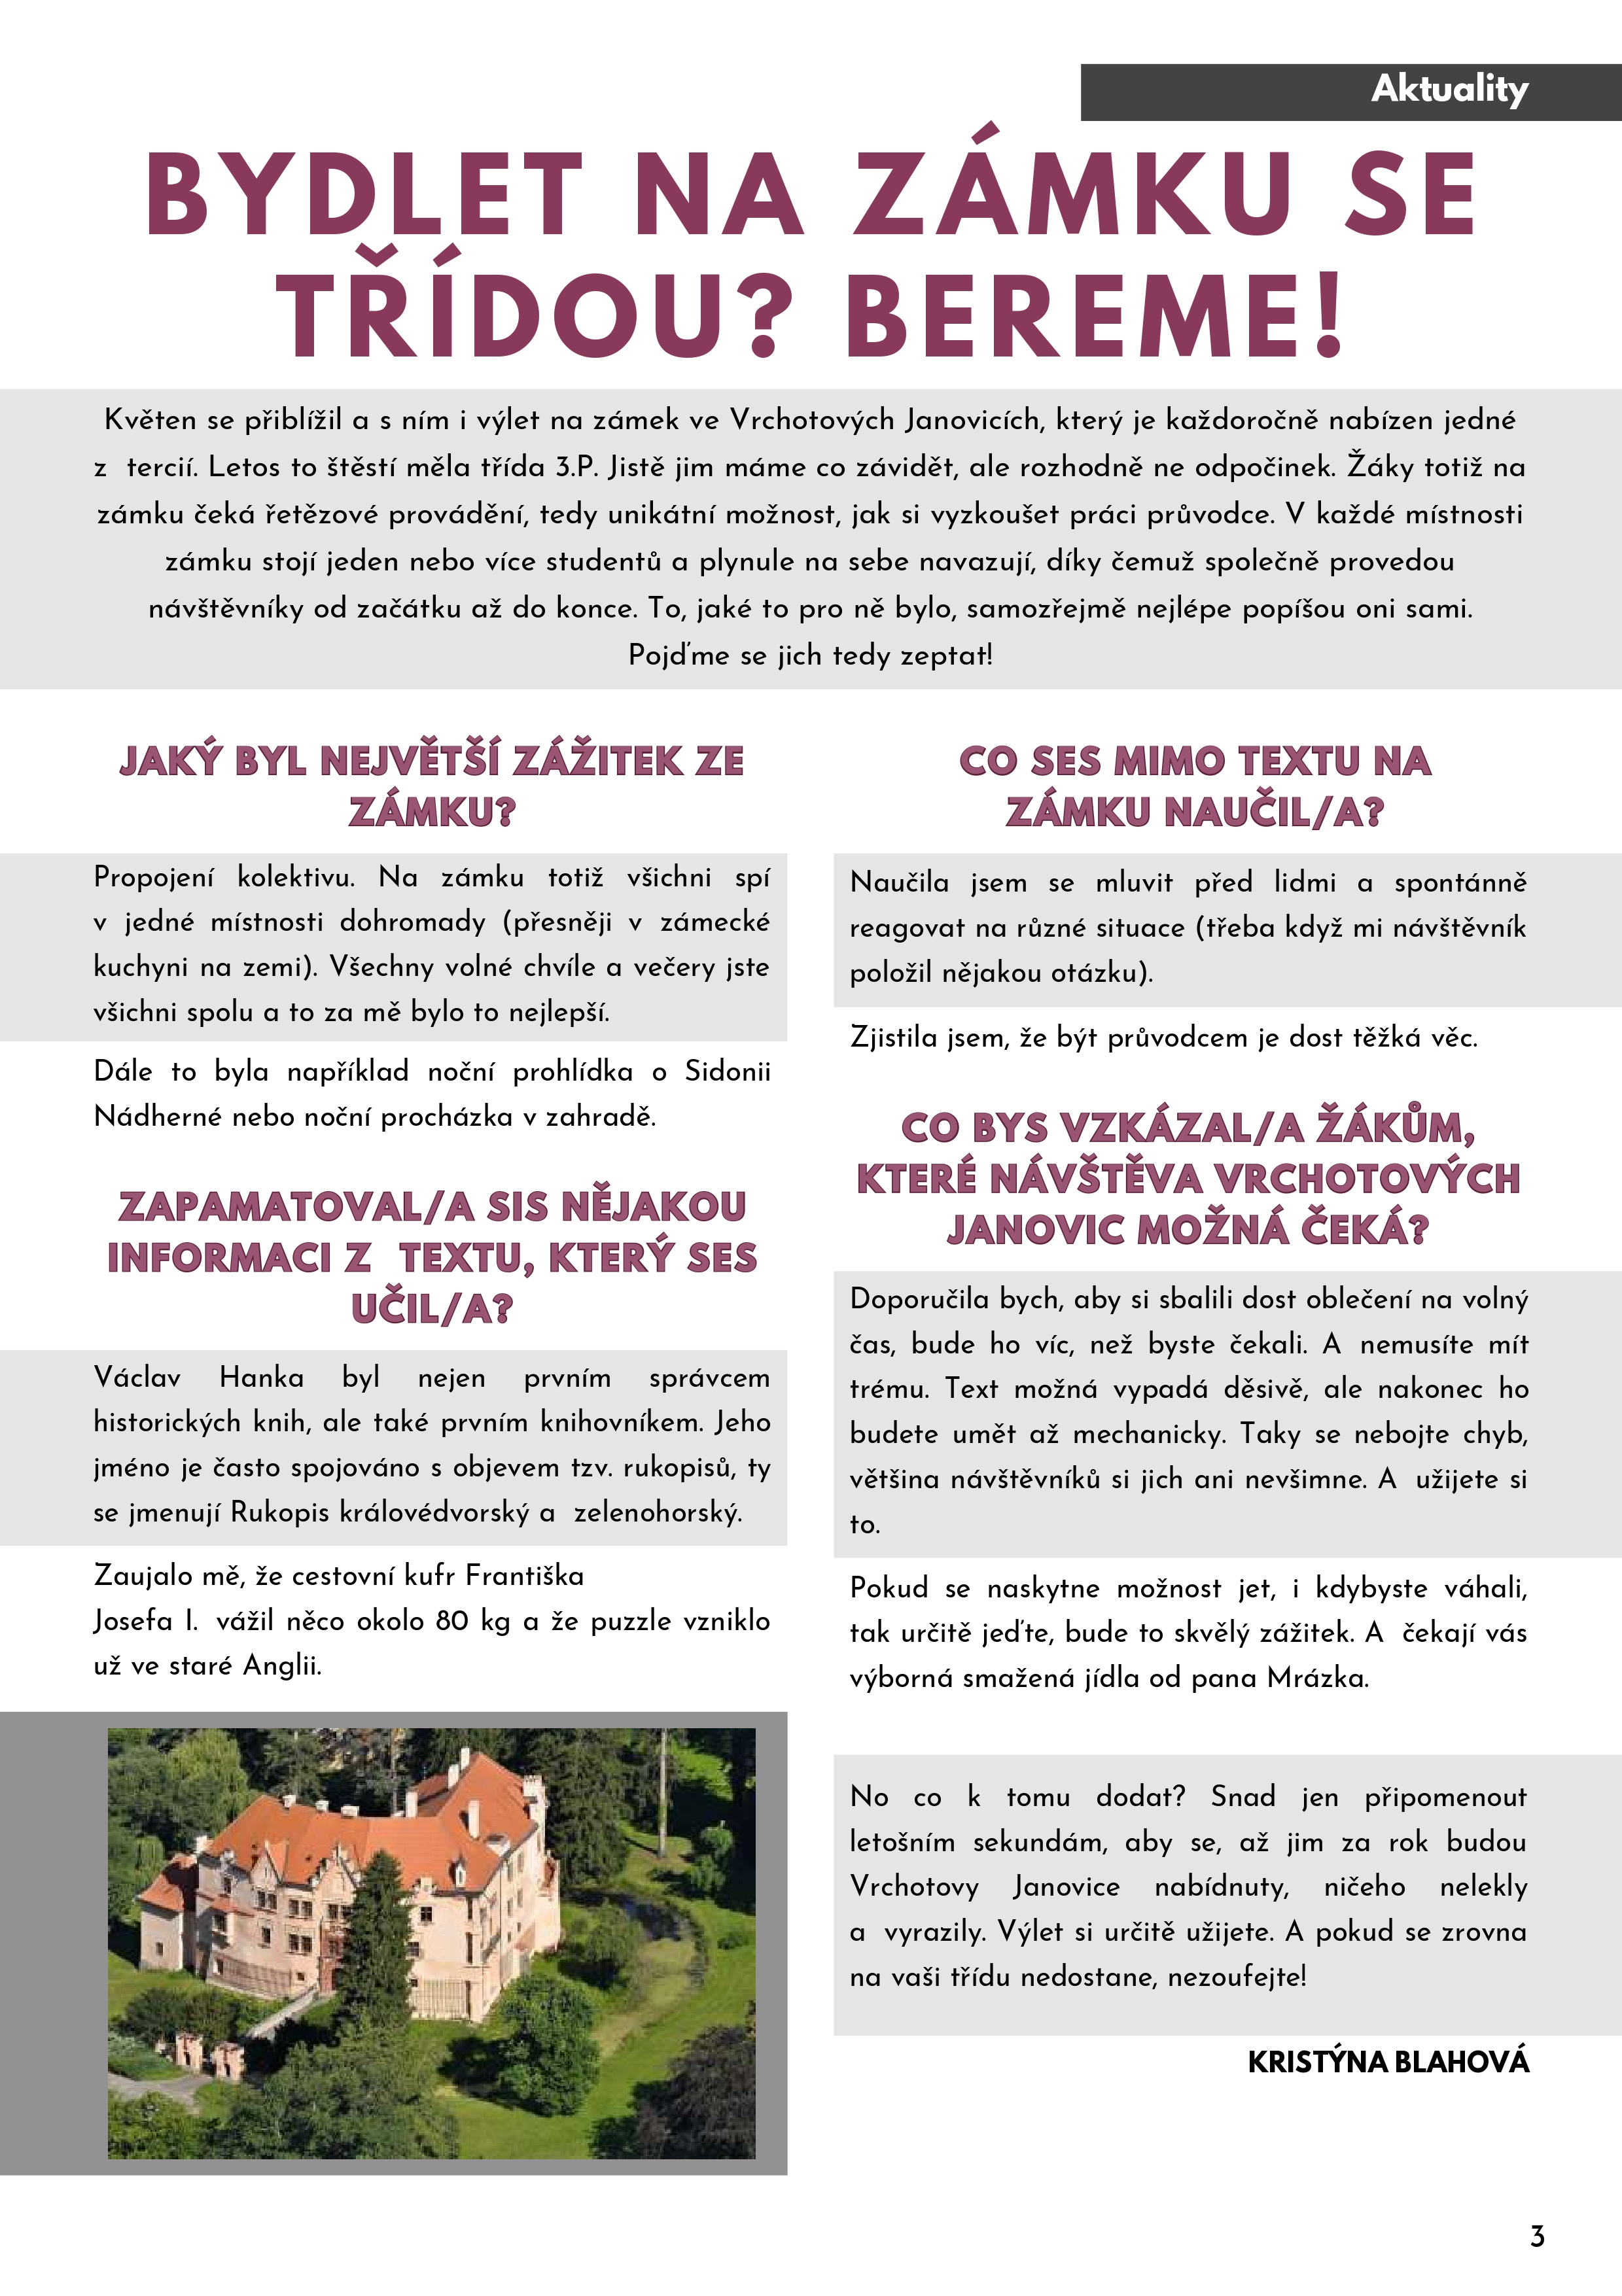 Aktuality
BYDLET NA ZÁMKU SE
TŘÍDOU? BEREME!
Květen se přiblížil a s ním i výlet na zámek ve Vrchotových Janovicích, který je každoročně nabízen jedné
z tercií. Letos to štěstí měla třída 3.P. Jistě jim máme co závidět, ale rozhodně ne odpočinek. Žáky totiž na
zámku čeká řetězové provádění, tedy unikátní možnost, jak si vyzkoušet práci průvodce. V každé místnosti
zámku stojí jeden nebo více studentů a plynule na sebe navazují, díky čemuž společně provedou
návštěvníky od začátku až do konce. To, jaké to pro ně bylo, samozřejmě nejlépe popíšou oni sami.
Pojďme se jich tedy zeptat!
JAKÝ BYL NEJVĚTŠÍ ZÁŽITEK ZE
ZÁMKU?
Propojení kolektivu. Na zámku totiž všichni spí
v jedné místnosti dohromady (přesněji v zámecké
kuchyni na zemi). Všechny volné chvíle a večery jste
všichni spolu a to za mě bylo to nejlepší.
Dále to byla například noční prohlídka o Sidonii
Nádherné nebo noční procházka v zahradě.
ZAPAMATOVAL/A SIS NĚJAKOU
INFORMACI Z TEXTU, KTERÝ SES
UČIL/A?
Václav Hanka byl nejen prvním správcem
historických knih, ale také prvním knihovníkem. Jeho
jméno je často spojováno s objevem tzv. rukopisů, ty
se jmenují Rukopis královédvorský a zelenohorský.
Zaujalo mě, že cestovní kufr Františka
Josefa I. vážil něco okolo 80 kg a že puzzle vzniklo
už ve staré Anglii.
CO SES MIMO TEXTU NA
ZÁMKU NAUČIL/A?
Naučila jsem se mluvit před lidmi a spontánně
reagovat na různé situace (třeba když mi návštěvník
položil nějakou otázku).
Zjistila jsem, že být průvodcem je dost těžká věc.
CO BYS VZKÁZAL/A ŽÁKŮM,
KTERÉ NÁVŠTĚVA VRCHOTOVÝCH
JANOVIC MOŽNÁ ČEKÁ?
Doporučila bych, aby si sbalili dost oblečení na volný
čas, bude ho víc, než byste čekali. A nemusíte mít
trému. Text možná vypadá děsivě, ale nakonec ho
budete umět až mechanicky. Taky se nebojte chyb,
většina návštěvníků si jich ani nevšimne. A užijete si
to.
Pokud se naskytne možnost jet, i kdybyste váhali,
tak určitě jeďte, bude to skvělý zážitek. A čekají vás
výborná smažená jídla od pana Mrázka.
No co k tomu dodat? Snad jen připomenout
letošním sekundám, aby se, až jim za rok budou
Vrchotovy Janovice nabídnuty, ničeho nelekly
a vyrazily. Výlet si určitě užijete. A pokud se zrovna
na vaši třídu nedostane, nezoufejte!
KRISTÝNA BLAHOVÁ
3